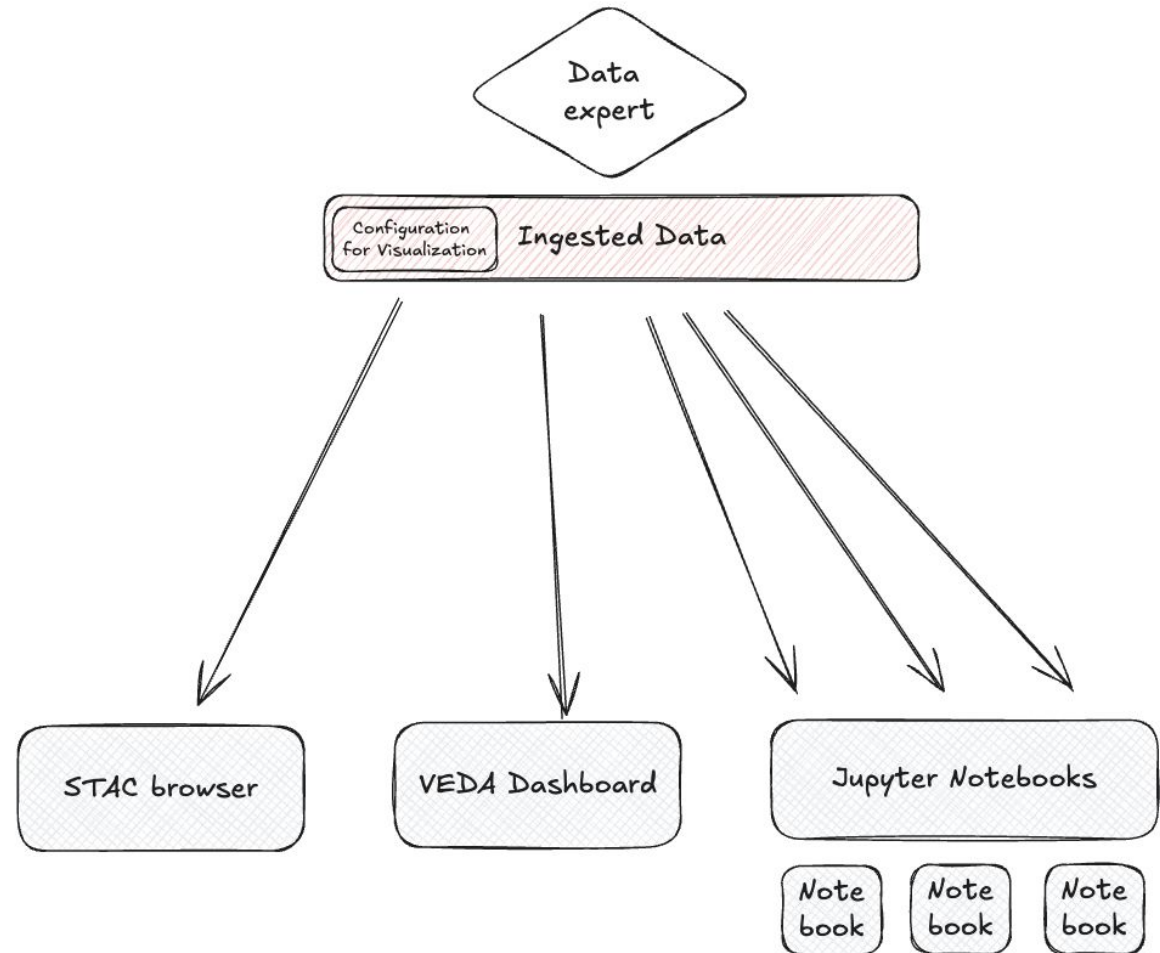 Data
expert
Configuration
for Visualization
Ingested Data
STAC browser
VEDA Dashboard
Jupyter Notebooks
Note
book
Note
book
Note
book